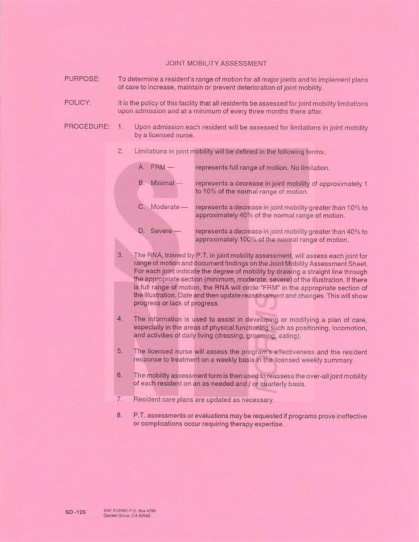 JOINT MOBILITY ASSESSMENT
PURPOSE: To determine a resident's range of motion for all major joints and to implement plans
of care to increase, maintain or prevent deterioration of joint mobility.
POLICY: It is the policy of this facility that all residents be assessed for joint mobility limitations
upon admission and at a minimum of every three months there after.
PROCEDURE: 1. Upon admission each resident will be assessed for limitations in joint mobility
by a licensed nurse.
2. Limitations in joint mobility will be defined in the following terms;
A. FRM — represents full range of motion. No limitation.
B. Minimal — represents a decrease in joint mobility of approximately 1
to 10% of the normal range of motion.
C. Moderate — represents a decrease in joint mobility greater than 10% to
approximately 40% of the normal range of motion.
D. Severe — represents a decrease in joint mobility greater than 40% to
approximately 100% of the normal range of motion.
3. The RNA, trained by P.T. in joint mobility assessment, will assess each joint for
range of motion and document findings on the Joint Mobility Assessment Sheet.
For each joint indicate the degree of mobility by drawing a straight line through
the appropriate section (minimum, moderate, severe) of the illustration. If there
is full range of motion, the RNA will circle "FRM" in the appropriate section of
the illustration. Date and then update reassessment and changes. This will show
progress or lack of progress.
4. The information is used to assist in developing or modifying a plan of care,
especially in the areas of physical functioning such as positioning, locomotion,
and activities of daily living (dressing, grooming, eating).
5. The licensed nurse will assess the program's effectiveness and the resident
response to treatment on a weekly basis in the licensed weekly summary.
6. The mobility assessment form is then used to reassess the over-all joint mobility
of each resident on an as needed and / or quarterly basis.
7. Resident care plans are updated as necessary.
8. P.T. assessments or evaluations may be requested if programs prove ineffective
or complications occur requiring therapy expertise.
FORMS
SD -125 SNF FORMS P.O. Box
Garden Grove, CA